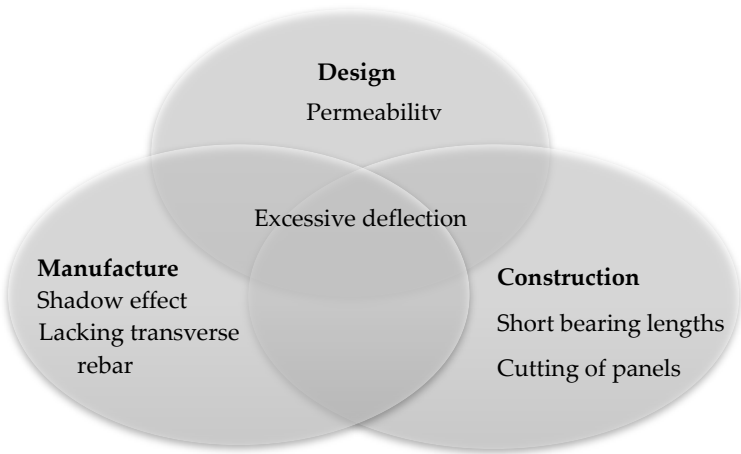 Design
Permeability
Excessive deflection
Manufacture
Shadow effect
Lacking transverse
rebar
Construction
Short bearing lengths
Cutting of panels